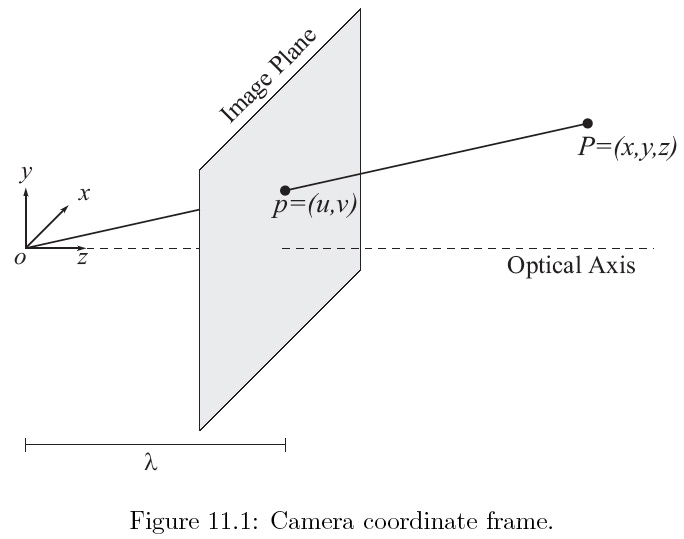 Image Plane
y
x
P=(x,y,z)
p=(u,v)
o
z
Optical Axis
λ
Figure 11.1: Camera coordinate frame.